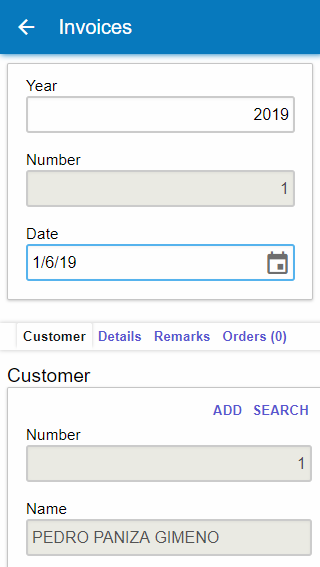 Invoices
Year
2019
Number
1
Date
1/6/19
Customer Details Remarks Orders (0)
Customer
ADD SEARCH
Number
1
Name
PEDRO PANIZA GIMENO